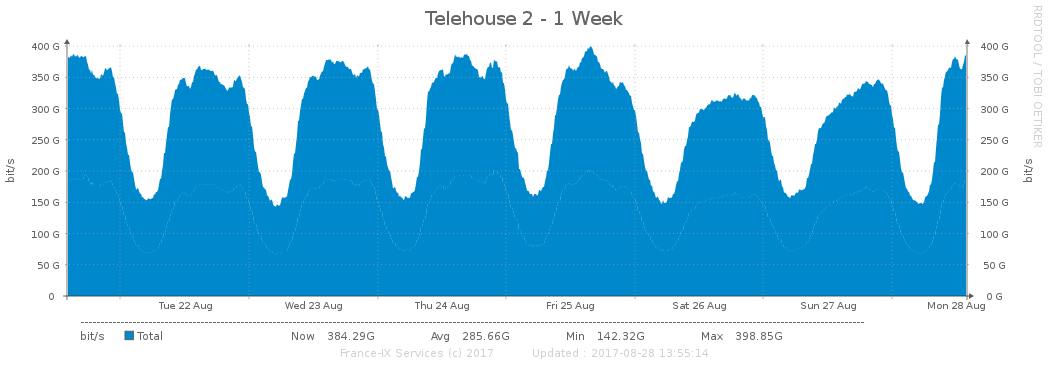 Telehouse 2 - 1 Week
RRDTOOL / TOBI OETIKER
bit/s
400 G 400 G
350 G 350 G
300 G 300 G
250 G 250 G
200 G 200 G
150 G 150 G
100 G 100 G
50 G 50 G
0 0 G
bit/s
Tue 22 Aug Wed 23 Aug Thu 24 Aug Fri 25 Aug Sat 26 Aug Sun 27 Aug Mon 28 Aug
bit/s Total Now 384.29G Avg 285.66G Min 142.32G Max 398.85G
France-IX Services (c) 2017 Updated : 2017-08-28 13:55:14